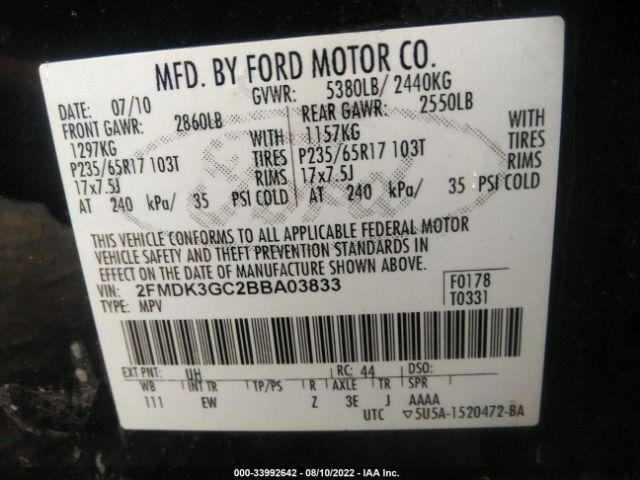 MFD. BY FORD MOTOR CO.
DATE: 07/10 GVWR: 5380LB/ 2440KG
FRONT GAWR: 2860LB REAR GAWR: 2550LB
1297KG WITH 1157KG WITH
P235/65R17 103T TIRES P235/65R17 103T TIRES
17x7.5J RIMS 17x7.5J RIMS
AT 240 kPa/ 35 PSI COLD AT 240 kPa/ 35 PSI COLD
THIS VEHICLE CONFORMS TO ALL APPLICABLE FEDERAL MOTOR
VEHICLE SAFETY AND THEFT PREVENTION STANDARDS IN
EFFECT ON THE DATE OF MANUFACTURE SHOWN ABOVE.
VIN: 2FMDK3GC2BBA03833 F0178
TYPE: MPV T0331
EXT PNT: UH RC: 44 DSO:
WB INT TR TP/PS R AXLE TR SPR
111 EW Z 3E J AAAA
UTC ▽5U5A-1520472-BA
000-33992642 - 08/10/2022 - IAA Inc.